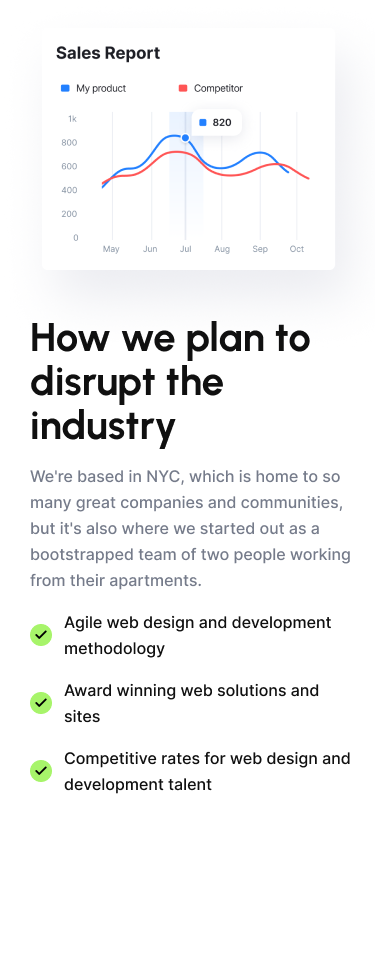 Sales Report
My product
Competitor
820
1k
800
600
400
200
0
May Jun Jul Aug Sep Oct
How we plan to
disrupt the
industry
We're based in NYC, which is home to so
many great companies and communities,
but it's also where we started out as a
bootstrapped team of two people working
from their apartments.
Agile web design and development
methodology
Award winning web solutions and
sites
Competitive rates for web design and
development talent